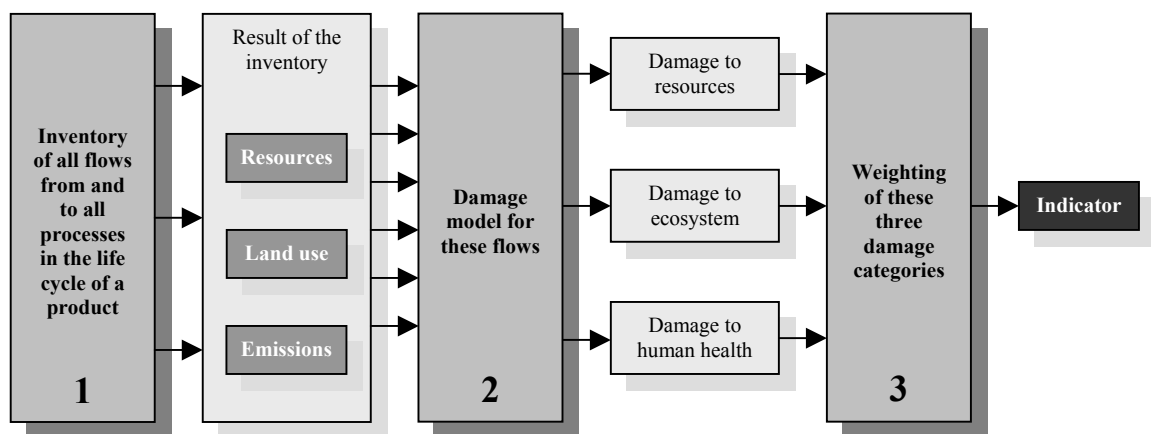 Inventory
of all flows
from and
to all
processes
in the life
cycle of a
product
1
Result of the
inventory
Resources
Land use
Emissions
Damage
model for
these flows
2
Damage to
resources
Damage to
ecosystem
Damage to
human health
Weighting
of these
three
damage
categories
3
Indicator